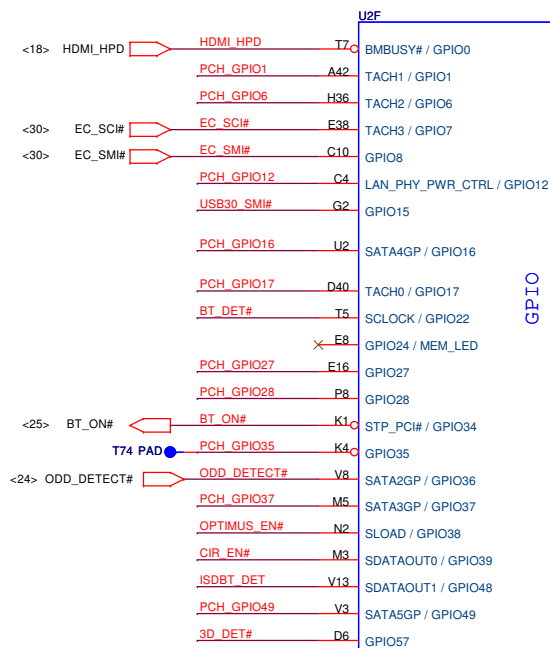 U2F
<18> HDMI_HPD HDMI_HPD T7 BMBUSY# / GPIO0
PCH_GPIO1 A42 TACH1 / GPIO1
PCH_GPIO6 H36 TACH2 / GPIO6
<30> EC_SCI# EC_SCI# E38 TACH3 / GPIO7
<30> EC_SMI# EC_SMI# C10 GPIO8
PCH_GPIO12 C4 LAN_PHY_PWR_CTRL / GPIO12
USB30_SMI# G2 GPIO15
PCH_GPIO16 U2 SATA4GP / GPIO16
PCH_GPIO17 D40 TACH0 / GPIO17
BT_DET# T5 SCLOCK / GPIO22
E8 GPIO24 / MEM_LED
PCH_GPIO27 E16 GPIO27
PCH_GPIO28 P8 GPIO28
<25> BT_ON# BT_ON# K1 STP_PCI# / GPIO34
T74 PAD PCH_GPIO35 K4 GPIO35
<24> ODD_DETECT# ODD_DETECT# V8 SATA2GP / GPIO36
PCH_GPIO37 M5 SATA3GP / GPIO37
OPTIMUS_EN# N2 SLOAD / GPIO38
CIR_EN# M3 SDATAOUT0 / GPIO39
ISDBT_DET V13 SDATAOUT1 / GPIO48
PCH_GPIO49 V3 SATA5GP / GPIO49
3D_DET# D6 GPIO57
GPIO